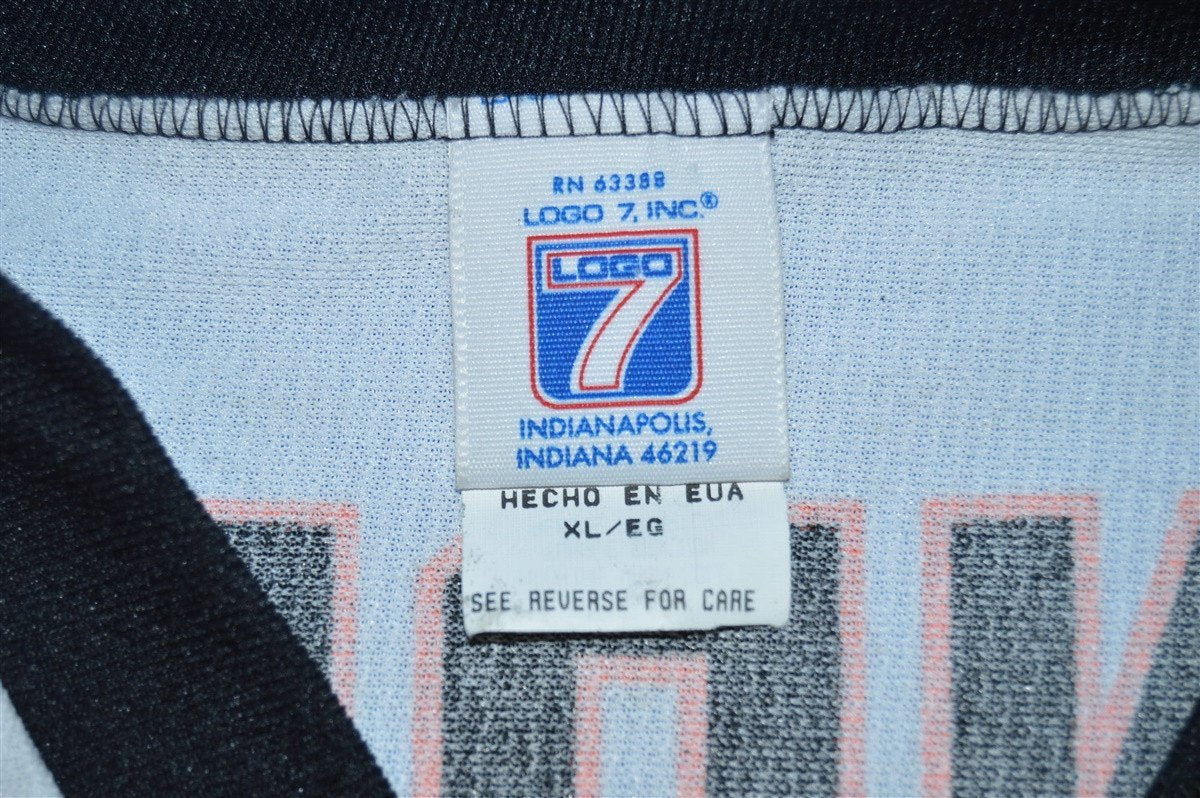 RN 63388
LOGO 7, INC.®
LOGO
7
INDIANAPOLIS,
INDIANA 46219
HECHO EN EUA
XL/EG
SEE REVERSE FOR CARE